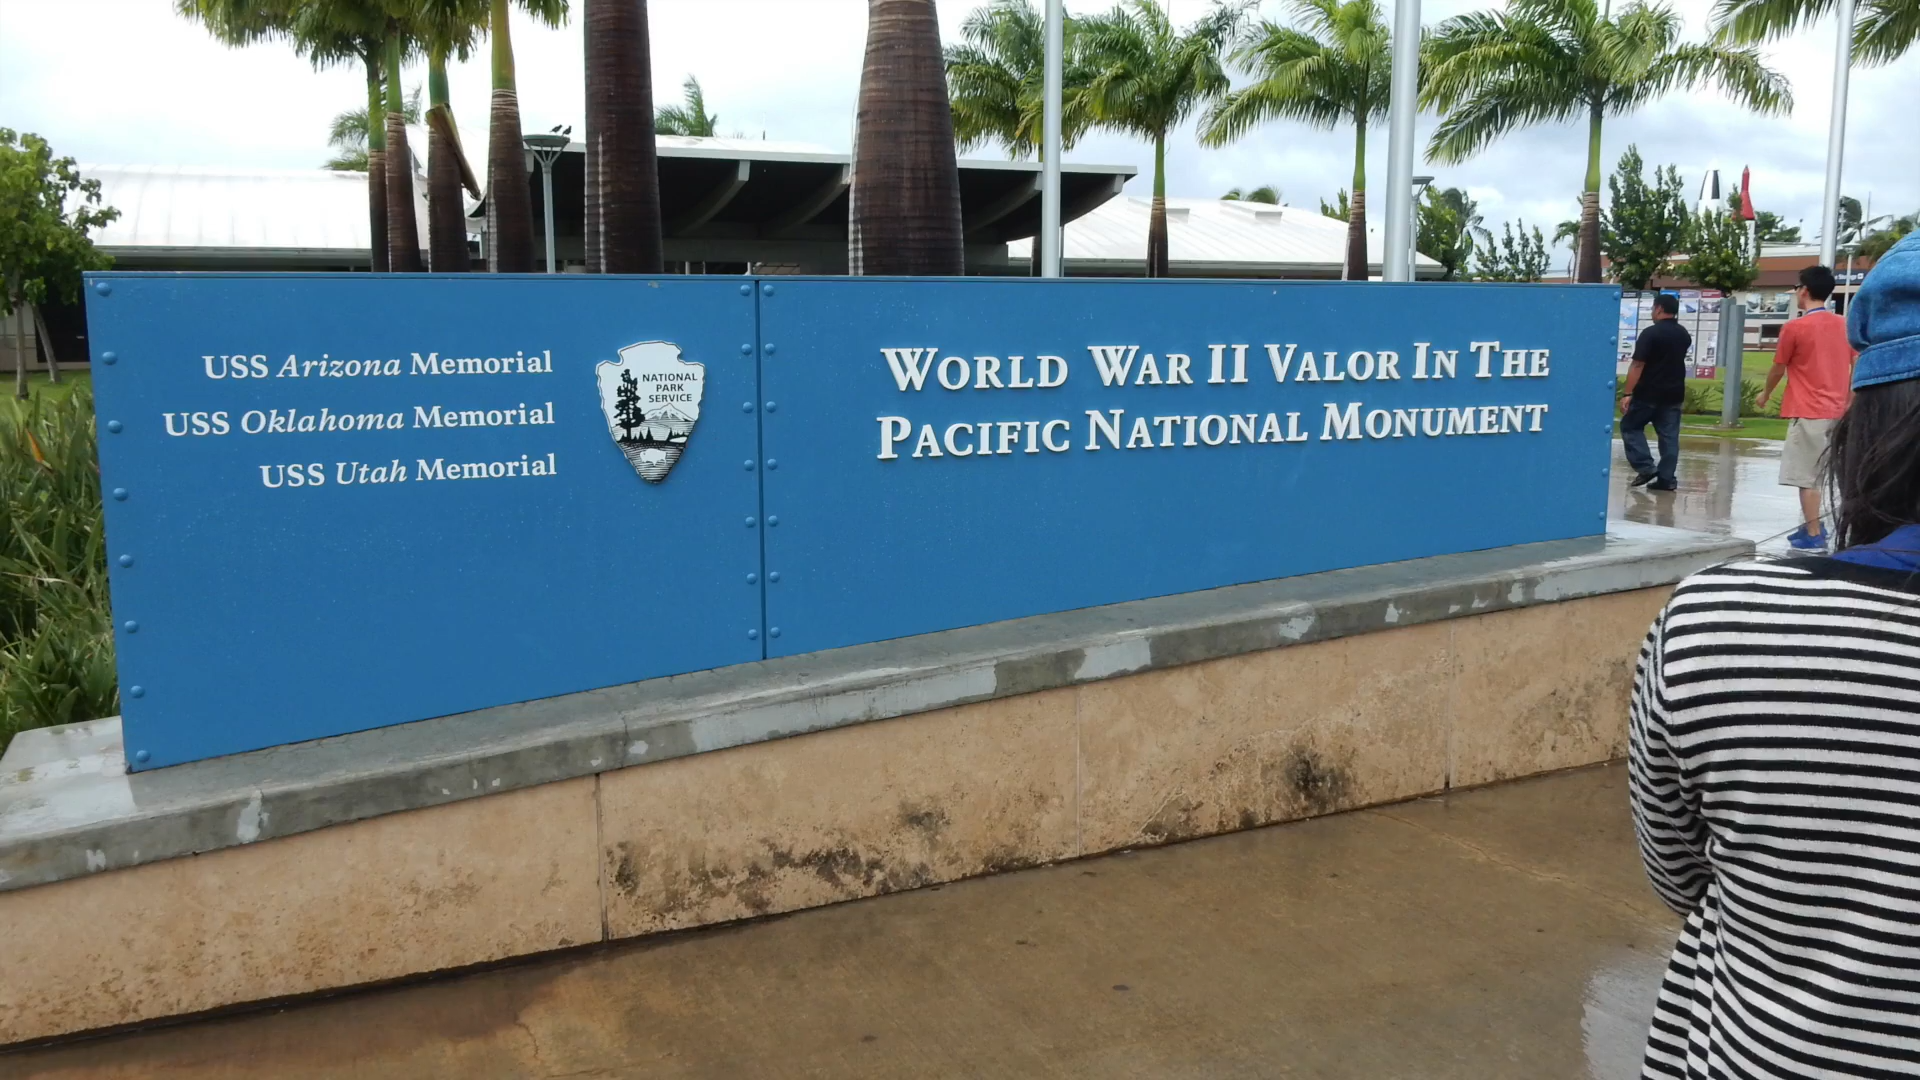 USS Arizona Memorial
USS Oklahoma Memorial
USS Utah Memorial
NATIONAL
PARK
SERVICE
WORLD WAR II VALOR IN THE
PACIFIC NATIONAL MONUMENT